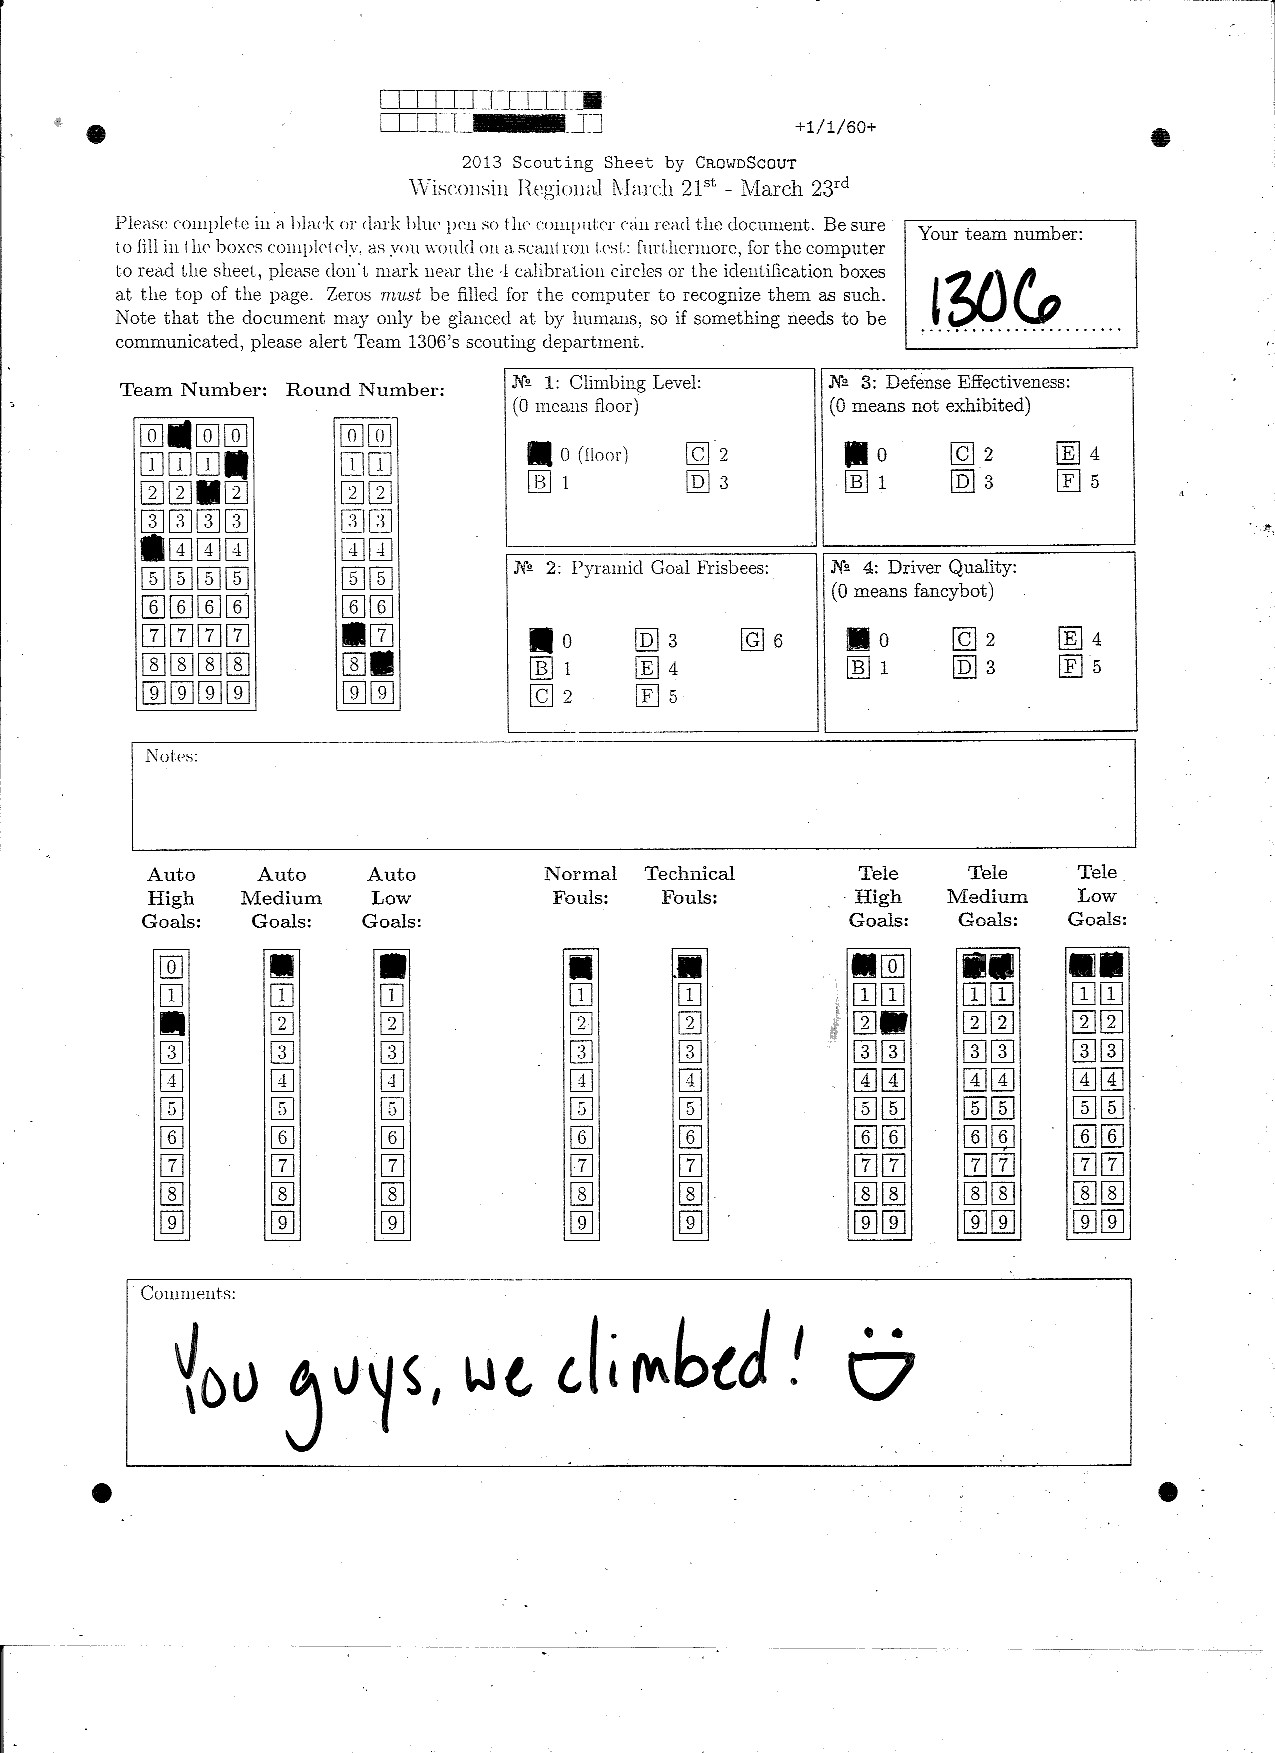 +1/1/60+
2013 Scouting Sheet by CROWDSCOUT
Wisconsin Regional March 21st - March 23rd
Please complete in a black or dark blue pen so the computer can read the document. Be sure
to fill in the boxes completely, as you would on a scantron test; furthermore, for the computer
to read the sheet, please don't mark near the 4 calibration circles or the identification boxes
at the top of the page. Zeros must be filled for the computer to recognize them as such.
Note that the document may only be glanced at by humans, so if something needs to be
communicated, please alert Team 1306's scouting department.
Your team number:
1306
Team Number: Round Number:
0 0 0 0 0
1 1 1 1 1
2 2 2 2 2
3 3 3 3 3 3
4 4 4 4 4
5 5 5 5 5 5
6 6 6 6 6 6
7 7 7 7 7
8 8 8 8 8
9 9 9 9 9 9
№ 1: Climbing Level:
(0 means floor)
0 (floor) C 2
B 1 D 3
№ 3: Defense Effectiveness:
(0 means not exhibited)
0 C 2 E 4
B 1 D 3 F 5
№ 2: Pyramid Goal Frisbees:
0 D 3 G 6
B 1 E 4
C 2 F 5
№ 4: Driver Quality:
(0 means fancybot)
0 C 2 E 4
B 1 D 3 F 5
Notes:
Auto Auto Auto Normal Technical Tele Tele Tele
High Medium Low Fouls: Fouls: High Medium Low
Goals: Goals: Goals: Goals: Goals: Goals:
0 0
1 1 1 1 1 1 1 1 1 1 1
2 2 2 2 2 2 2 2 2
3 3 3 3 3 3 3 3 3 3 3
4 4 4 4 4 4 4 4 4 4 4
5 5 5 5 5 5 5 5 5 5 5
6 6 6 6 6 6 6 6 6 6 6
7 7 7 7 7 7 7 7 7 7 7
8 8 8 8 8 8 8 8 8 8 8
9 9 9 9 9 9 9 9 9 9 9
Comments:
You guys, we climbed!